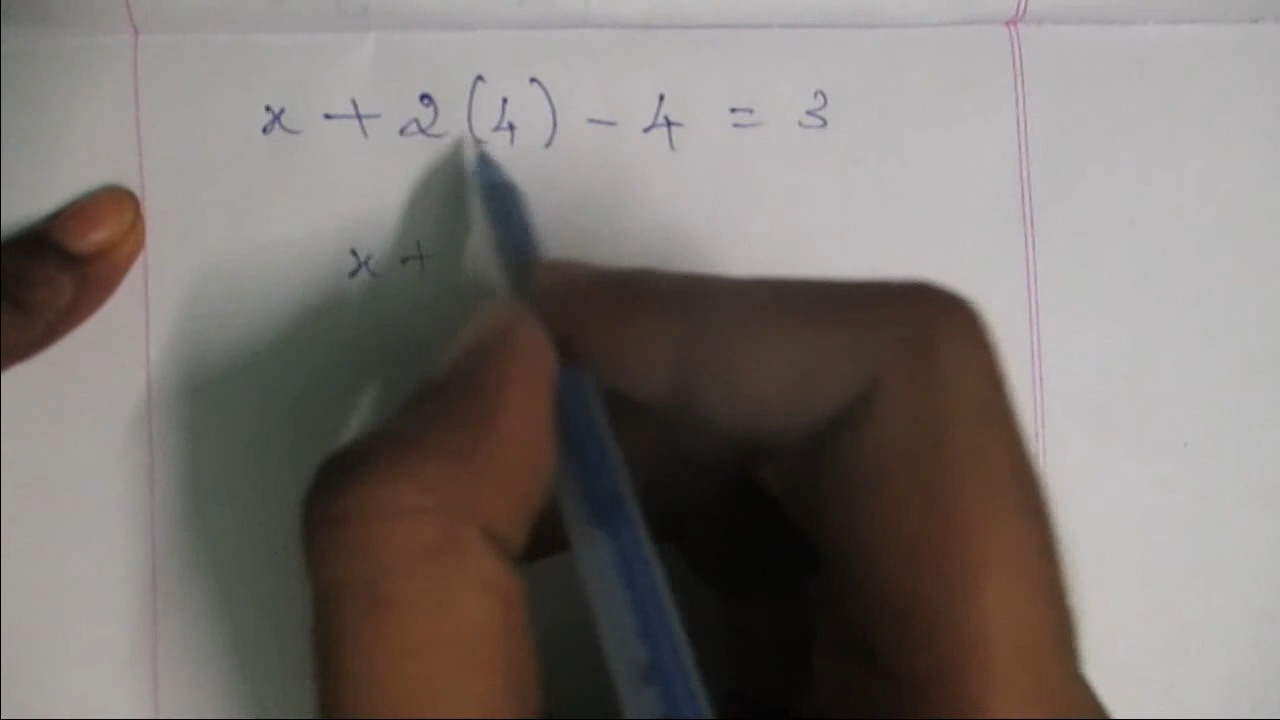 x + 2(4) - 4 = 3
x +